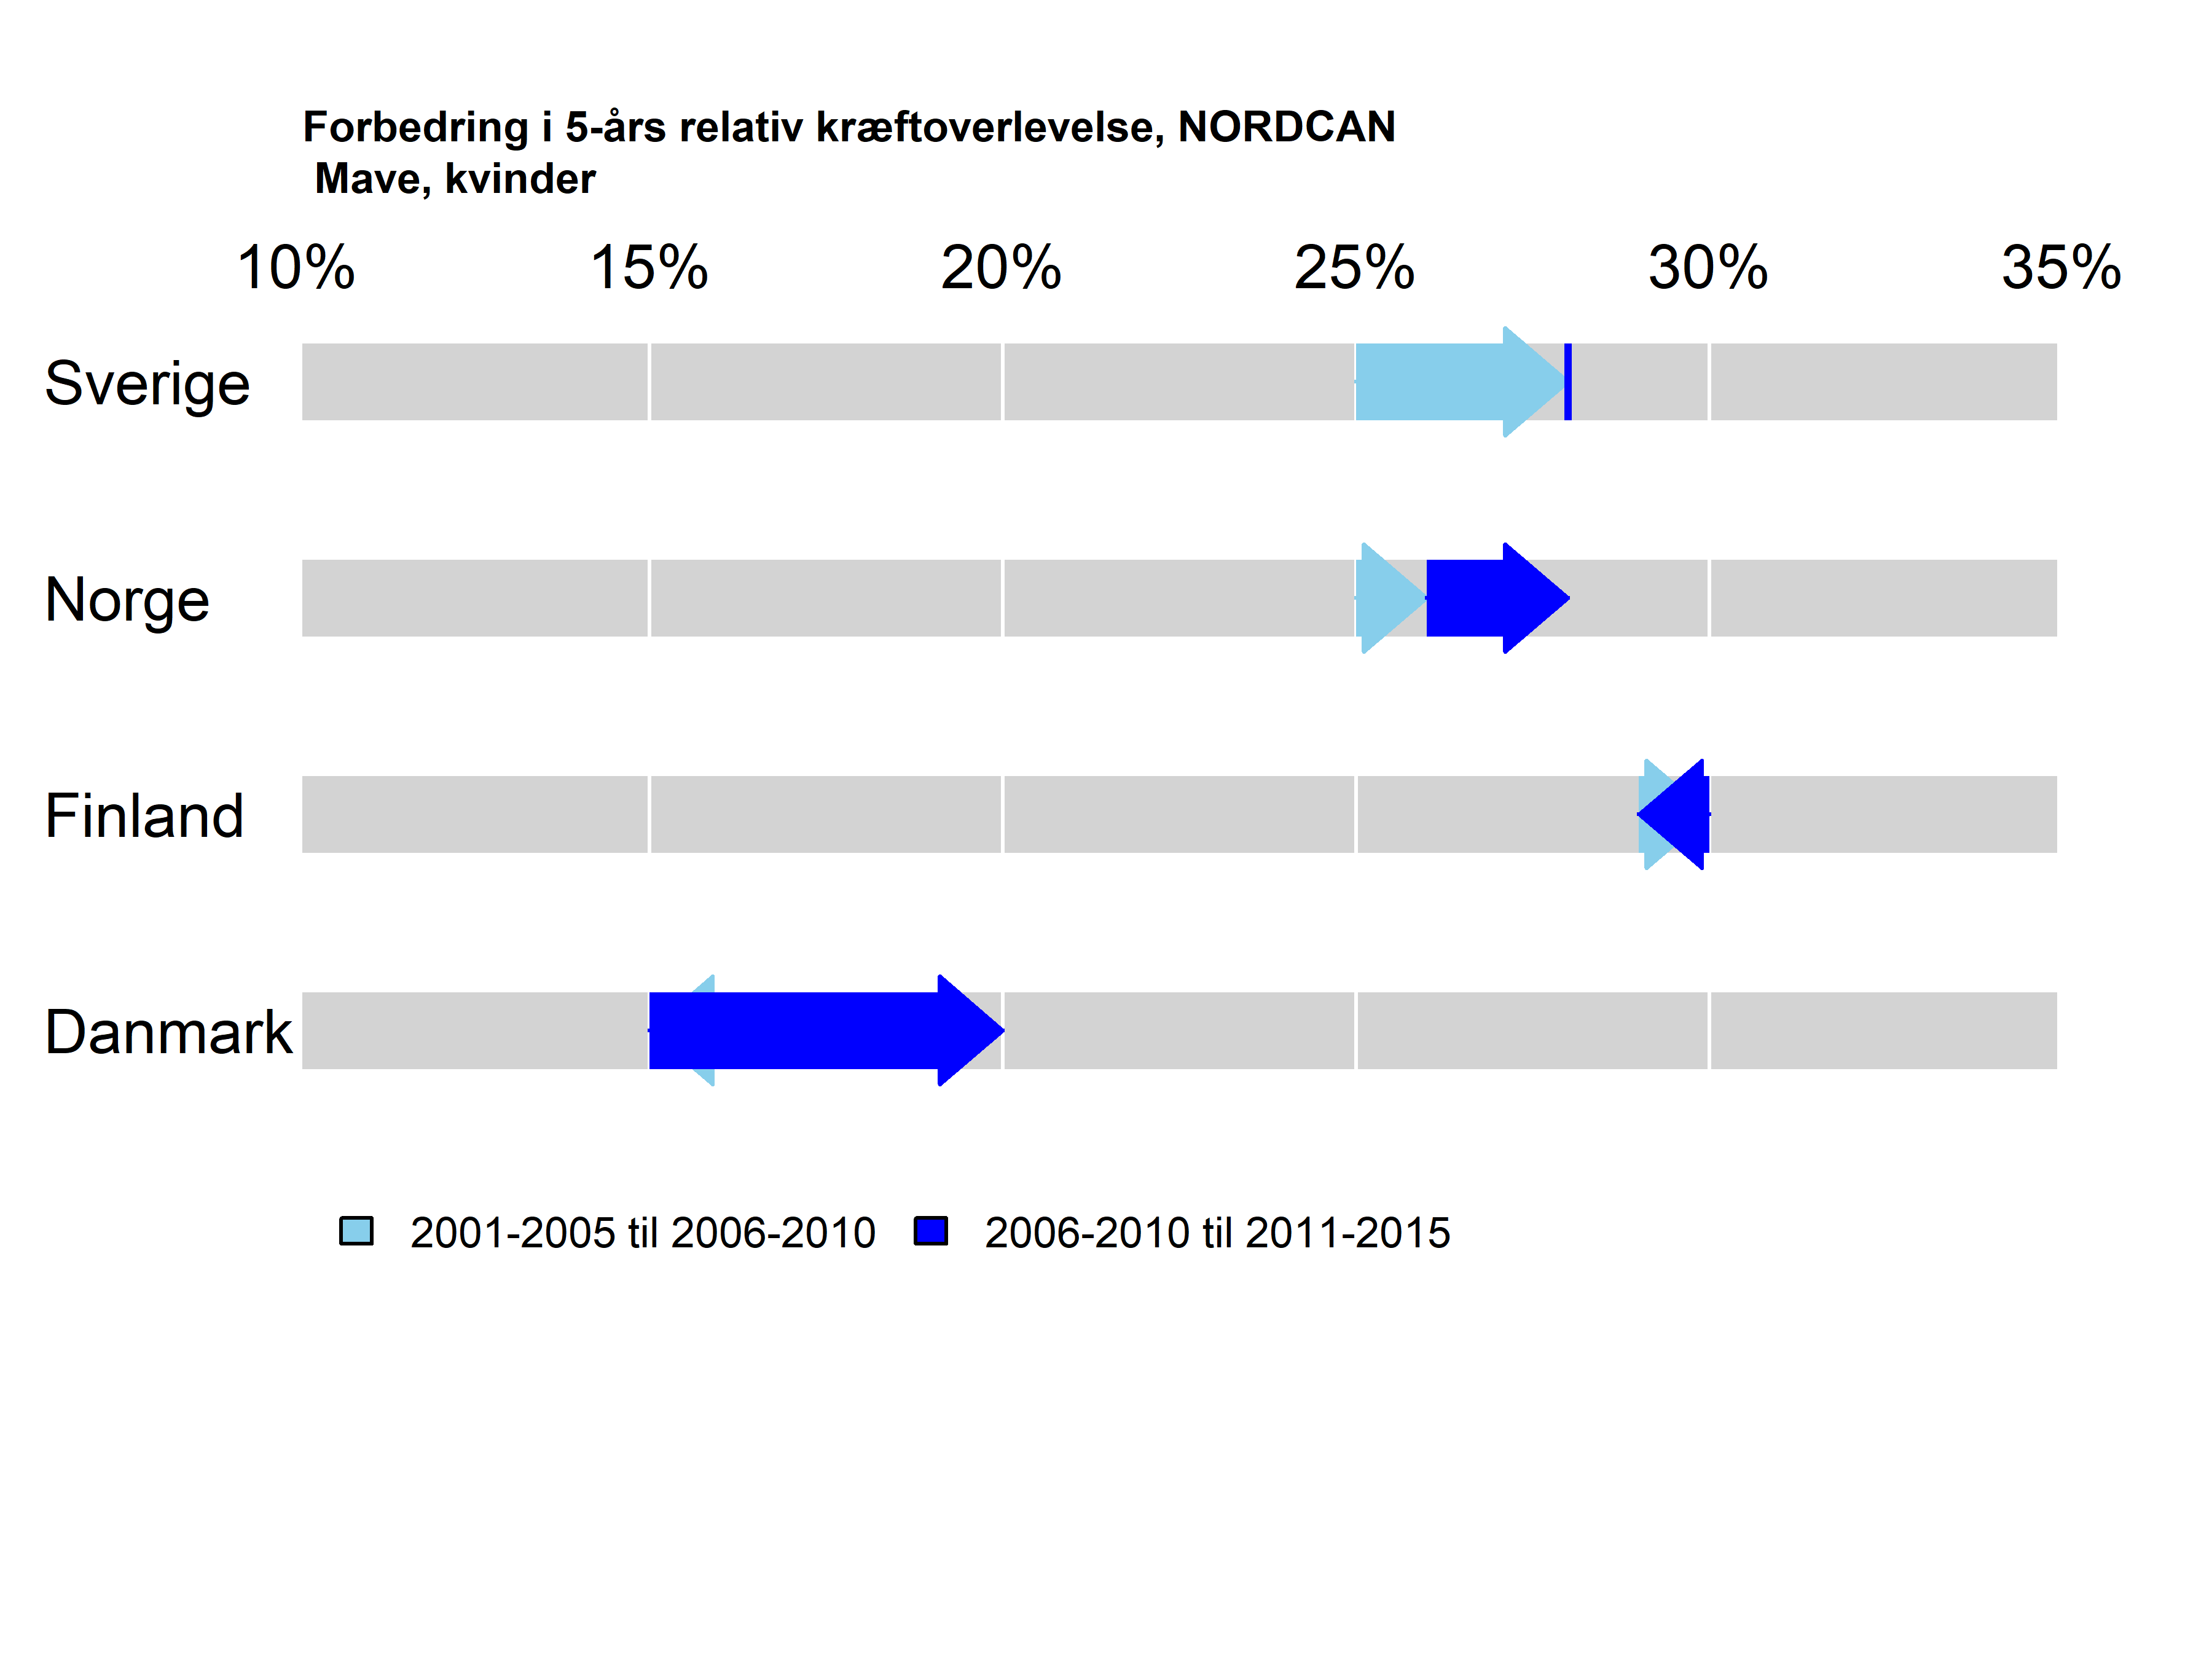 Forbedring i 5-års relativ kræftoverlevelse, NORDCAN
Mave, kvinder
10% 15% 20% 25% 30% 35%
Sverige
Norge
Finland
Danmark
2001-2005 til 2006-2010 2006-2010 til 2011-2015